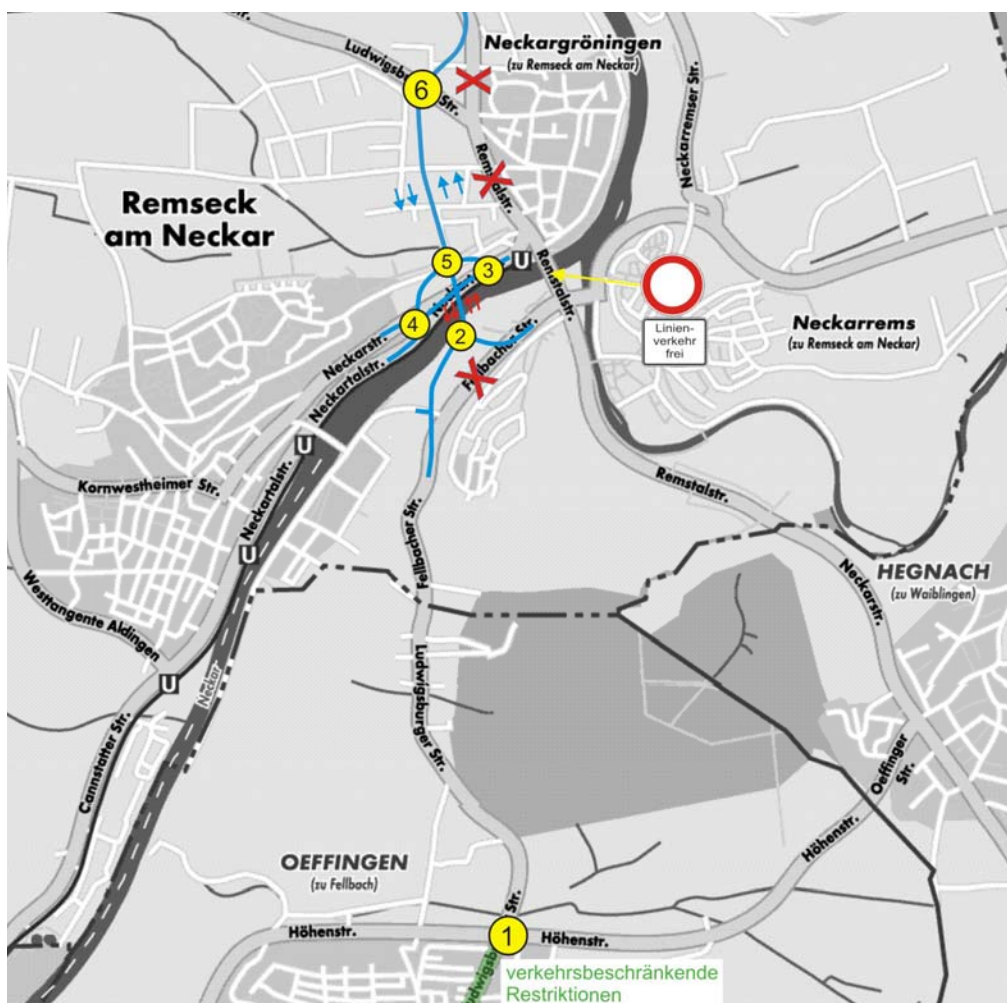 Ludwigsb
Str.
Neckargröningen
(zu Remseck am Neckar)
6
Neckarremser Str.
Remstalstr.
Remseck
am Neckar
5
3
U
Remstalstr.
Linien-
verkehr
frei
4
2
Neckarrems
(zu Remseck am Neckar)
Neckarstr.
Neckartalstr.
Fellbacher Str.
U
Kornwestheimer Str.
Neckartalstr.
Remstalstr.
Fellbacher Str.
U
HEGNACH
(zu Waiblingen)
Neckarstr.
Westtangente Aldingen
U
Neckar
Ludwigsburger Str.
Cannstatter Str.
Oeffinger
Str.
OEFFINGEN
(zu Fellbach)
Höhenstr.
Str.
Höhenstr.
1
Höhenstr.
verkehrsbeschränkende
Restriktionen